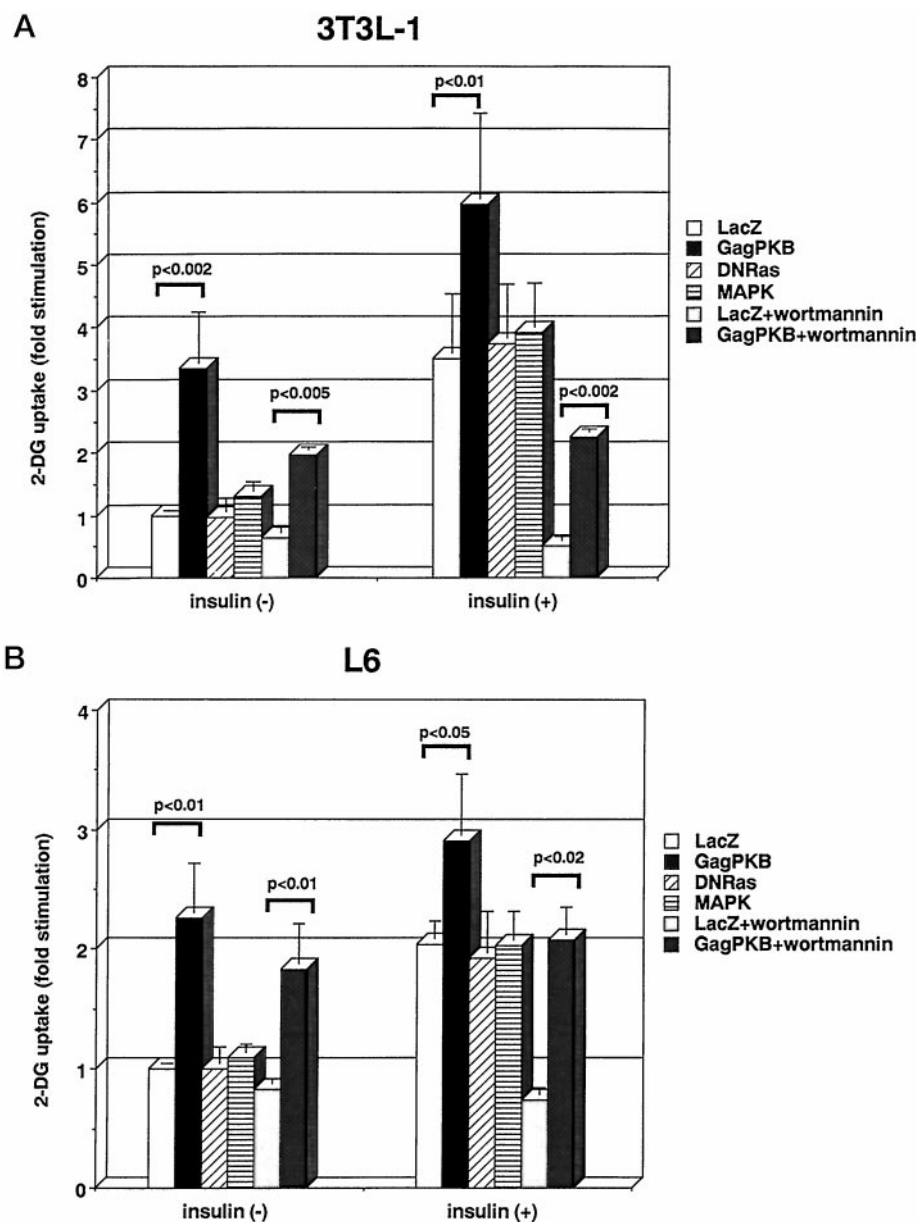 A
3T3L-1
8
7
6
5
4
3
2
1
0
2-DG uptake (fold stimulation)
p<0.002
p<0.005
p<0.01
p<0.002
insulin (-)
insulin (+)
LacZ
GagPKB
DNRas
MAPK
LacZ+wortmannin
GagPKB+wortmannin
B
L6
4
3
2
1
0
2-DG uptake (fold stimulation)
p<0.01
p<0.01
p<0.05
p<0.02
insulin (-)
insulin (+)
LacZ
GagPKB
DNRas
MAPK
LacZ+wortmannin
GagPKB+wortmannin